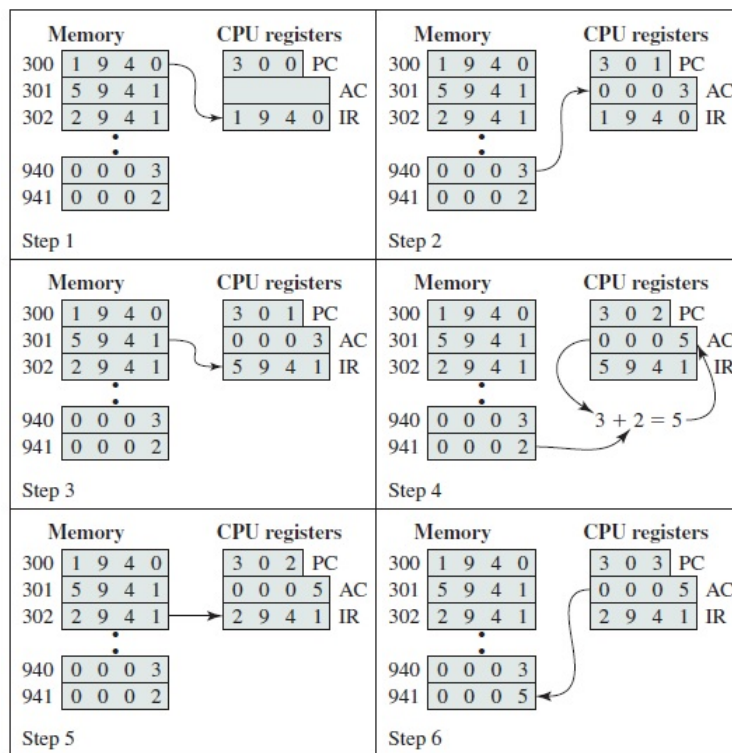 Memory CPU registers
300 1 9 4 0 3 0 0 PC
301 5 9 4 1 AC
302 2 9 4 1 1 9 4 0 IR
940 0 0 0 3
941 0 0 0 2
Step 1
Memory CPU registers
300 1 9 4 0 3 0 1 PC
301 5 9 4 1 0 0 0 3 AC
302 2 9 4 1 1 9 4 0 IR
940 0 0 0 3
941 0 0 0 2
Step 2
Memory CPU registers
300 1 9 4 0 3 0 1 PC
301 5 9 4 1 0 0 0 3 AC
302 2 9 4 1 5 9 4 1 IR
940 0 0 0 3
941 0 0 0 2
Step 3
Memory CPU registers
300 1 9 4 0 3 0 2 PC
301 5 9 4 1 0 0 0 5 AC
302 2 9 4 1 5 9 4 1 IR
940 0 0 0 3 3 + 2 = 5
941 0 0 0 2
Step 4
Memory CPU registers
300 1 9 4 0 3 0 2 PC
301 5 9 4 1 0 0 0 5 AC
302 2 9 4 1 2 9 4 1 IR
940 0 0 0 3
941 0 0 0 2
Step 5
Memory CPU registers
300 1 9 4 0 3 0 3 PC
301 5 9 4 1 0 0 0 5 AC
302 2 9 4 1 2 9 4 1 IR
940 0 0 0 3
941 0 0 0 5
Step 6